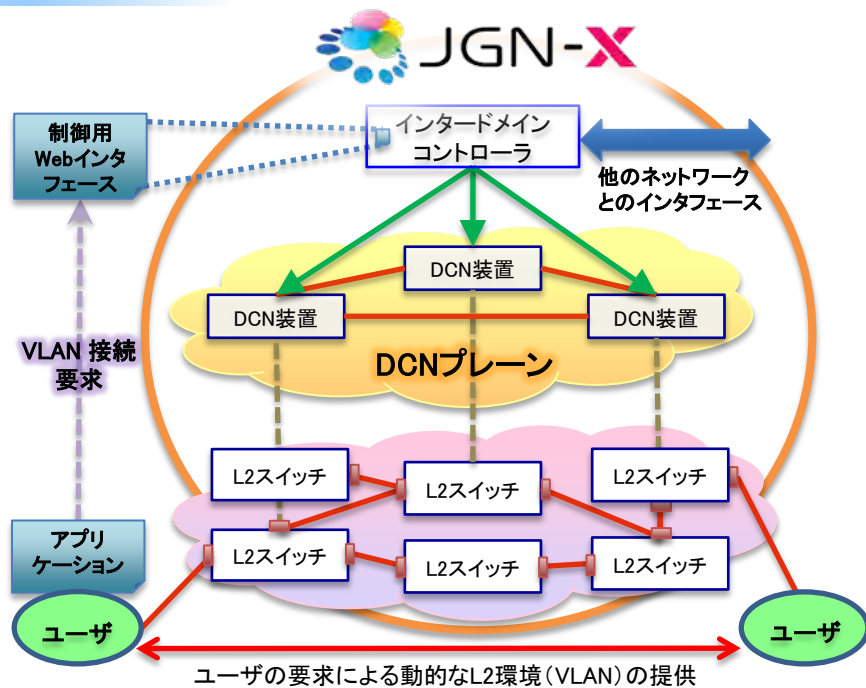 JGN-X
制御用
Webインタ
フェース
インタードメイン
コントローラ
他のネットワーク
とのインタフェース
DCN装置
DCN装置
DCN装置
DCNプレーン
VLAN 接続
要求
L2スイッチ
L2スイッチ
L2スイッチ
L2スイッチ
L2スイッチ
L2スイッチ
アプリ
ケーション
ユーザ
ユーザ
ユーザの要求による動的なL2環境（VLAN）の提供